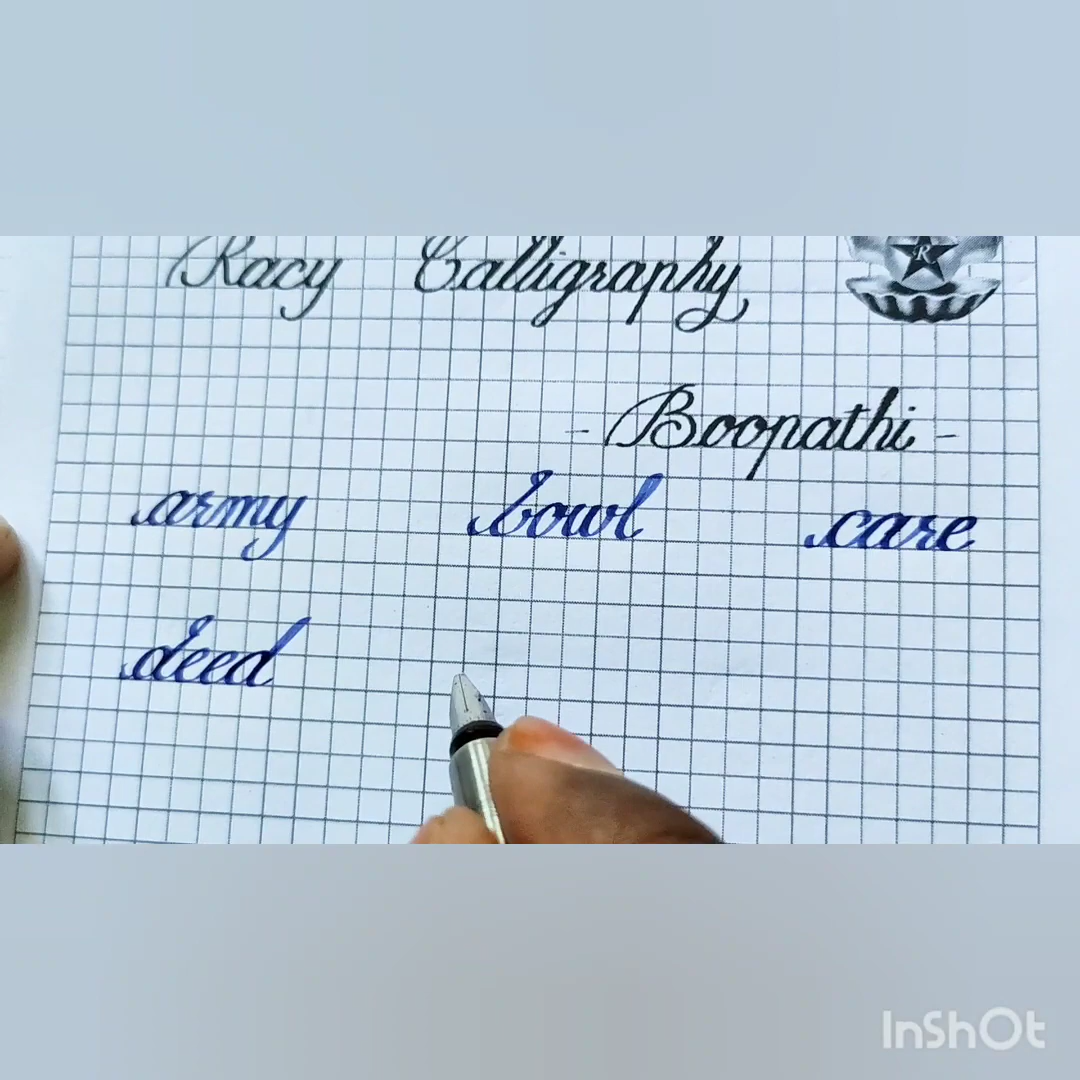 Racy Calligraphy
R
- Boopathi -
army bowl care
deed
InShOt